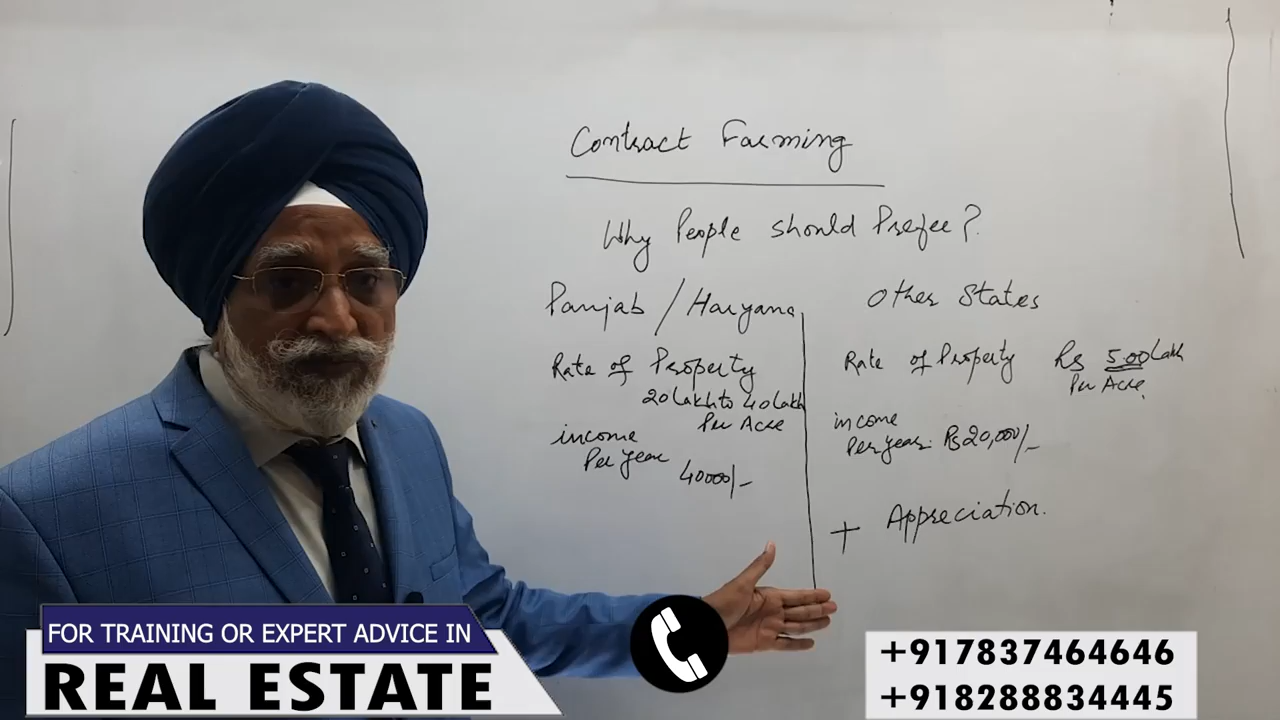 Contract Farming
Why People should Prefee?
Panjab / Haryana
Rate of Property
20 Lakh to 40 Lakh
Per Acre
income
Per Year
40000/-
Other States
Rate of Property Rs 5.00 Lakh
Per Acre
income
Per year. Rs 20,000/-
+ Appreciation.
FOR TRAINING OR EXPERT ADVICE IN
REAL ESTATE
+917837464646
+918288834445